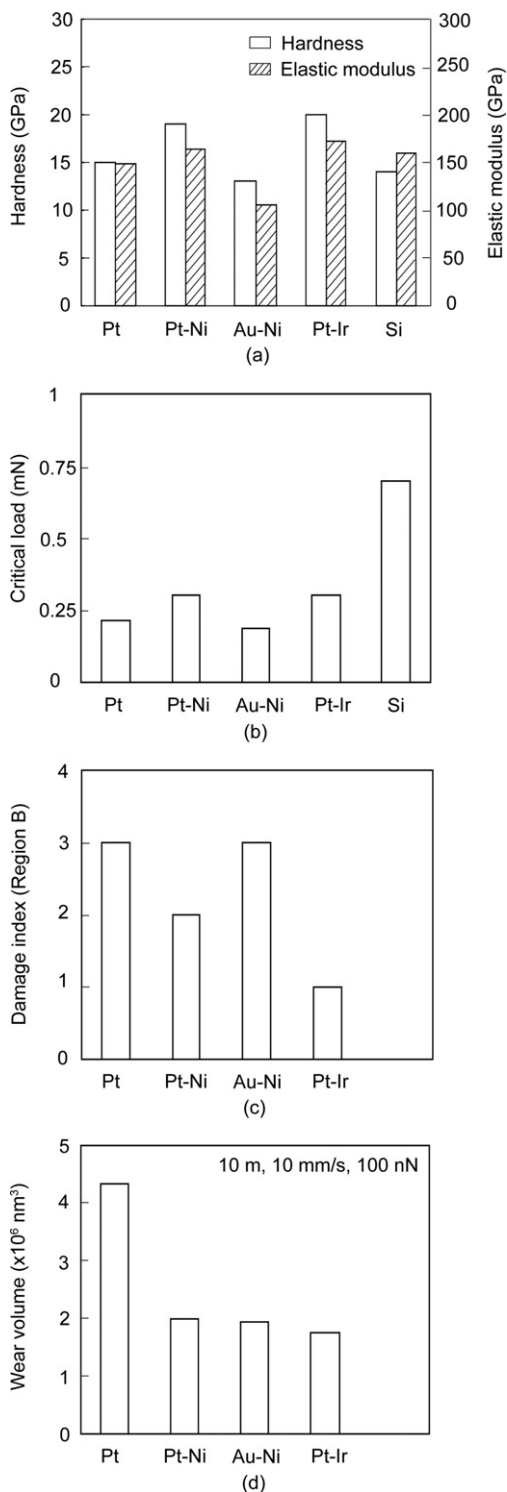 30
25
20
15
10
5
0
Hardness (GPa)
Hardness
Elastic modulus
300
250
200
150
100
50
0
Elastic modulus (GPa)
Pt Pt-Ni Au-Ni Pt-Ir Si
(a)
1
0.75
0.5
0.25
0
Critical load (mN)
Pt Pt-Ni Au-Ni Pt-Ir Si
(b)
4
3
2
1
0
Damage index (Region B)
Pt Pt-Ni Au-Ni Pt-Ir
(c)
5
4
3
2
1
0
Wear volume (x10⁶ nm³)
10 m, 10 mm/s, 100 nN
Pt Pt-Ni Au-Ni Pt-Ir
(d)